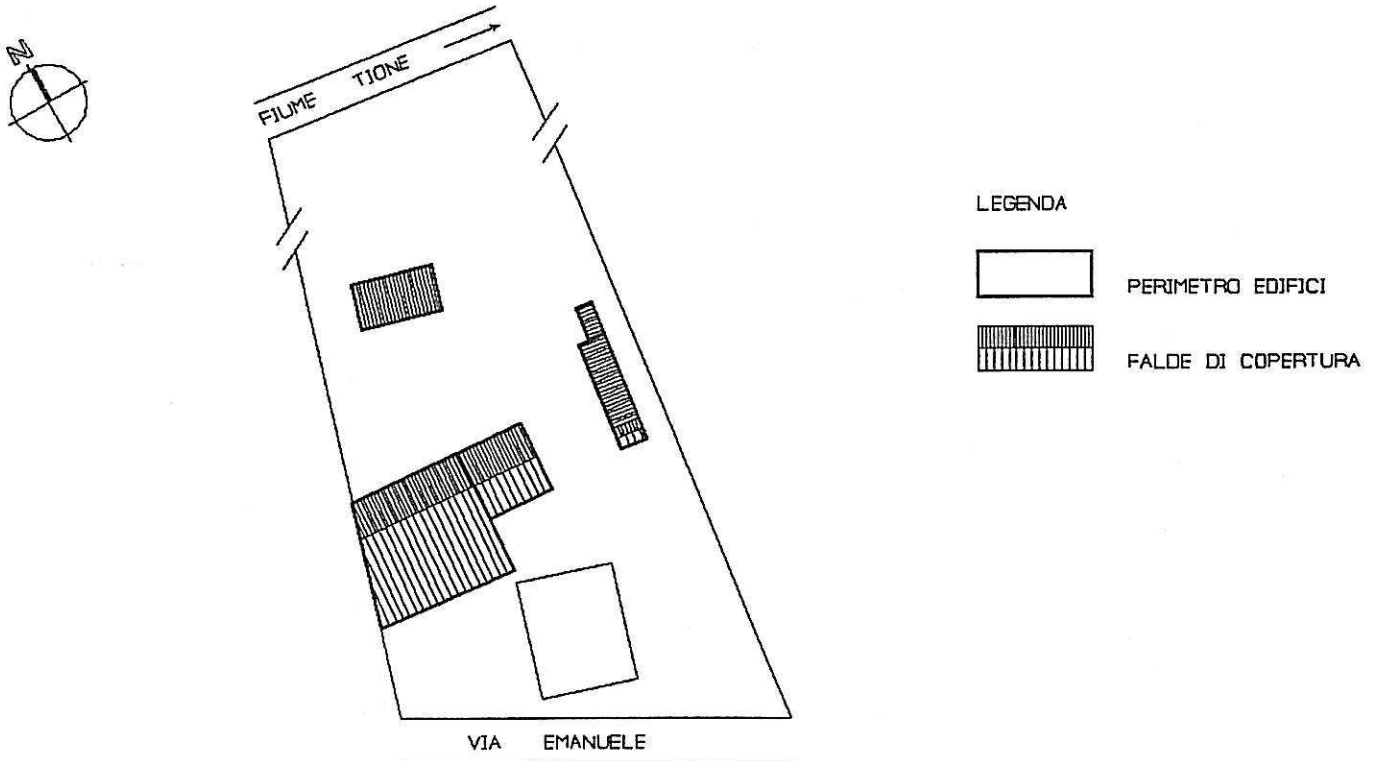 N
FIUME TIONE
LEGENDA
PERIMETRO EDIFICI
FALDE DI COPERTURA
VIA EMANUELE